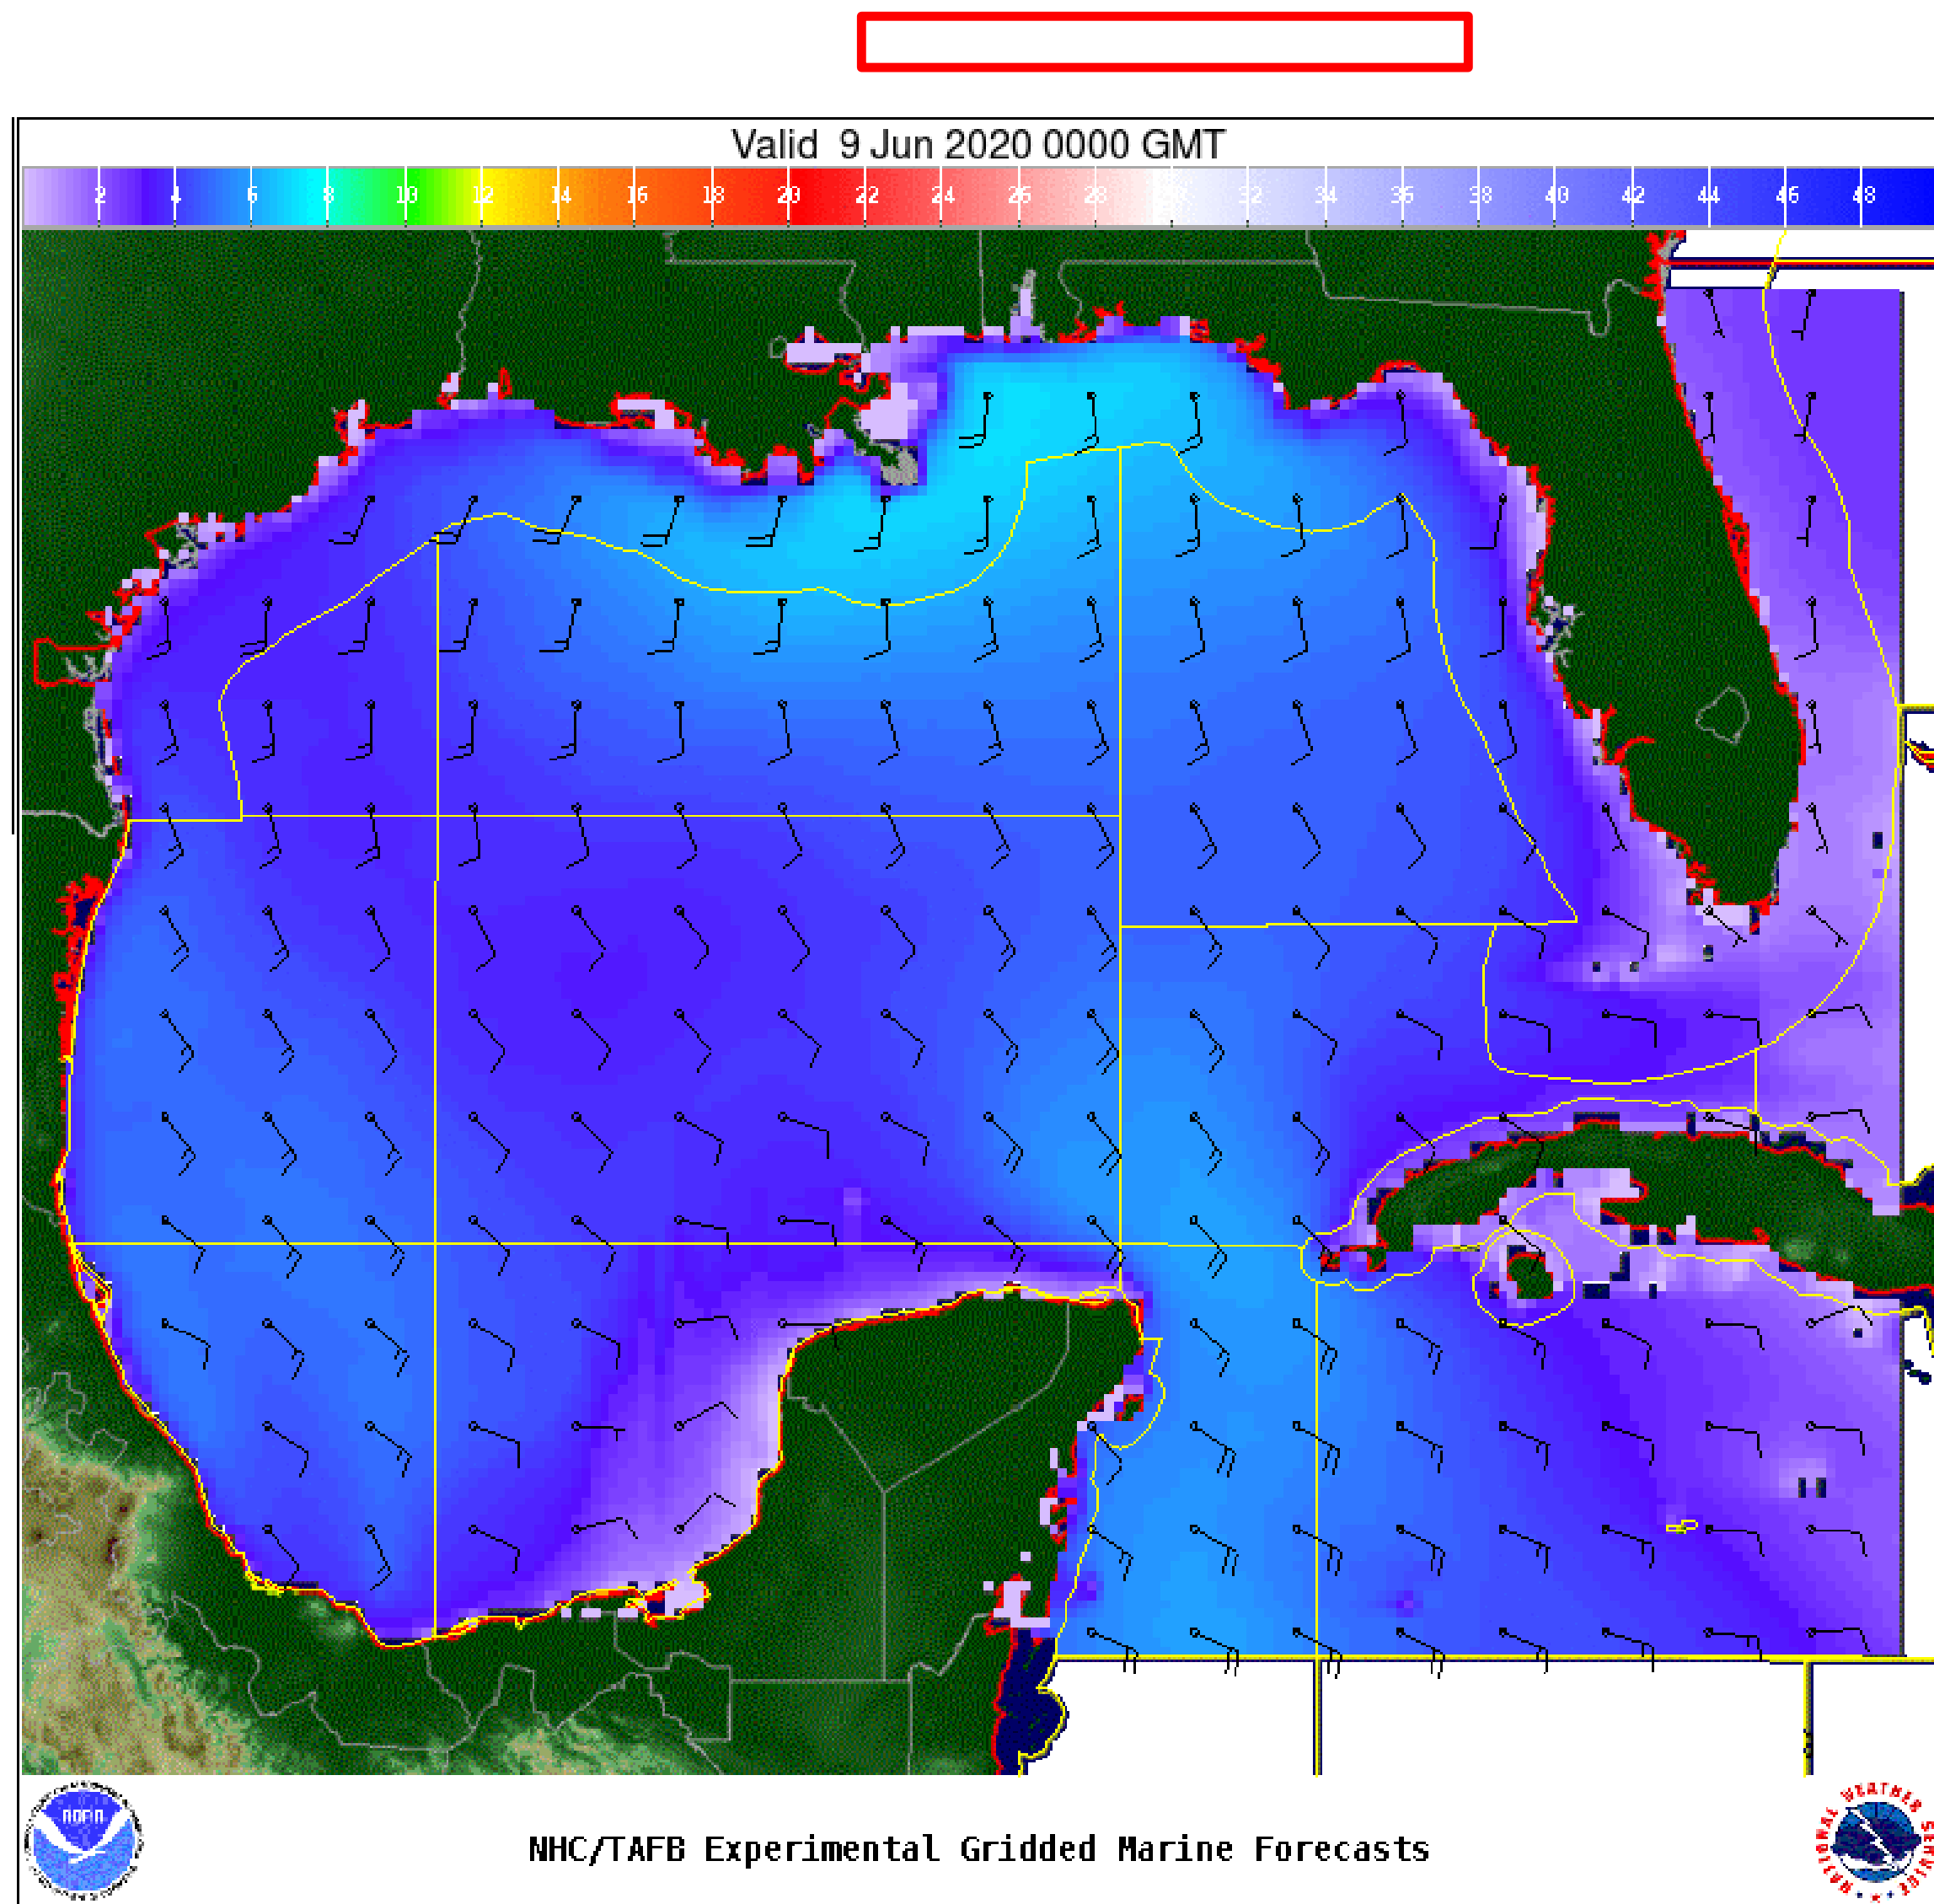 Valid 9 Jun 2020 0000 GMT
2 4 6 8 10 12 14 16 18 20 22 24 26 28 32 34 36 38 40 42 44 46 48
NOAA
NHC/TAFB Experimental Gridded Marine Forecasts
NATIONAL WEATHER SERVICE